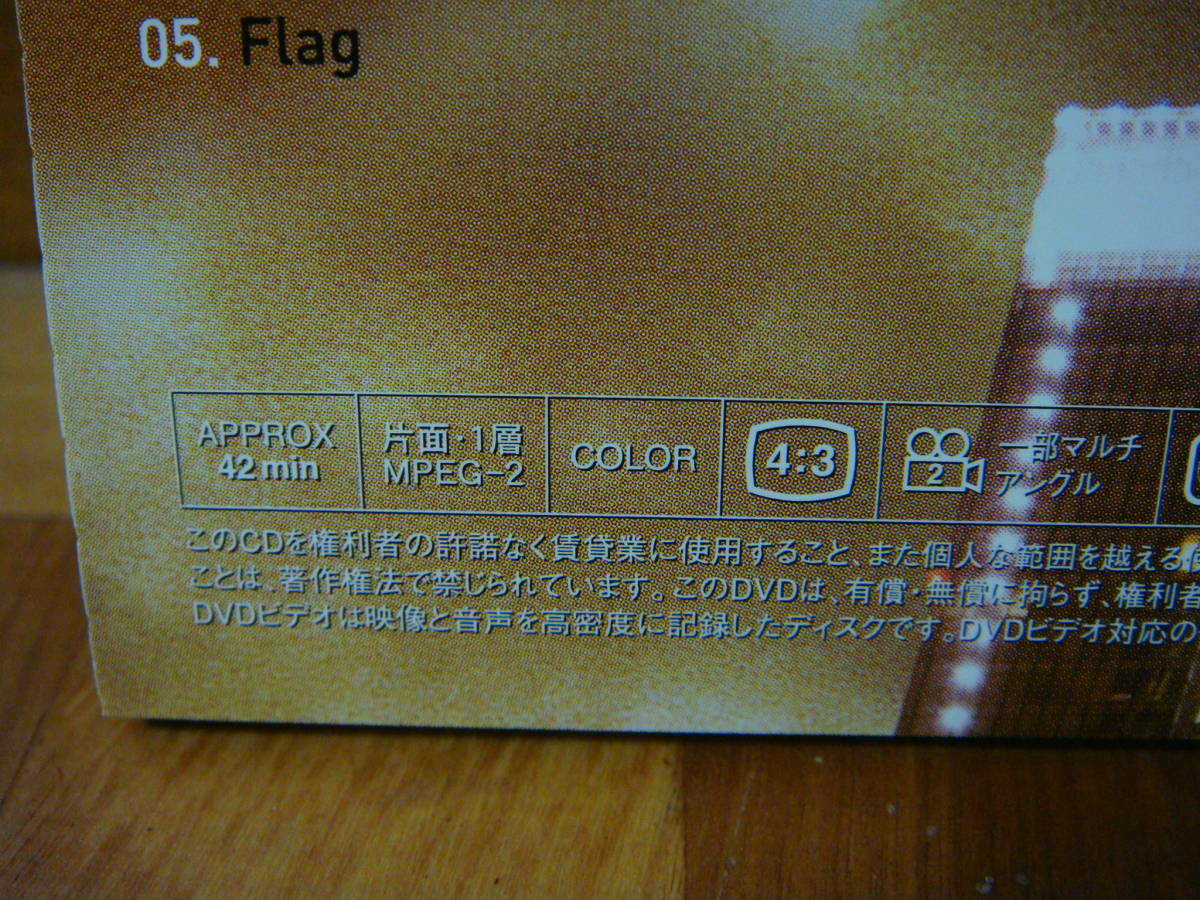 05. Flag
APPROX
42 min
片面・1層
MPEG-2
COLOR
4:3
2
一部マルチ
アングル
このCDを権利者の許諾なく賃貸業に使用すること、また個人な範囲を越える
ことは、著作権法で禁じられています。このDVDは、有償・無償に拘らず、権利者
DVDビデオは映像と音声を高密度に記録したディスクです。DVDビデオ対応の